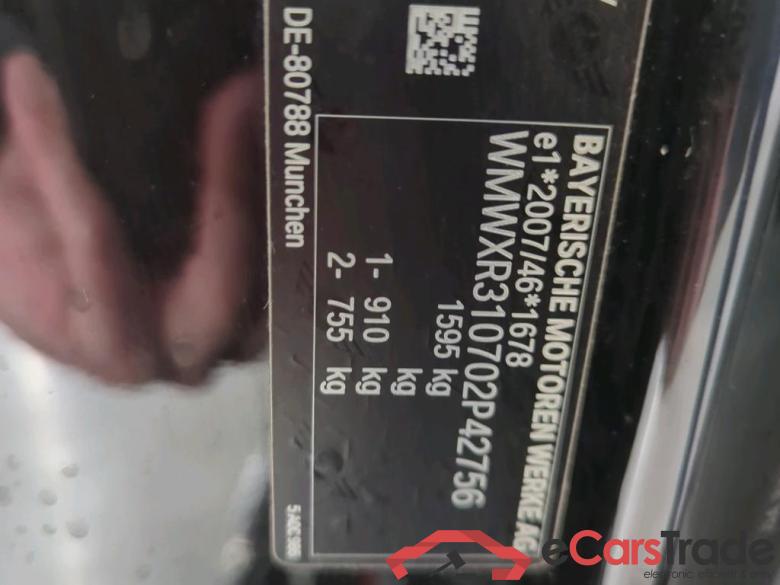 BAYERISCHE MOTOREN WERKE AG
e1*2007/46*1678
WMWXR310702P42756
1595 kg
kg
1- 910 kg
2- 755 kg
DE-80788 Munchen
eCarsTrade